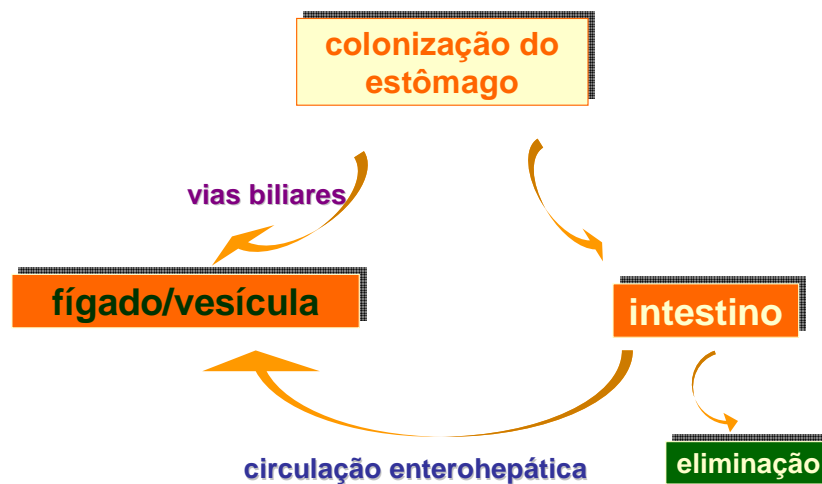 colonização do
estômago
vias biliares
fígado/vesícula
intestino
circulação enterohepática
eliminação